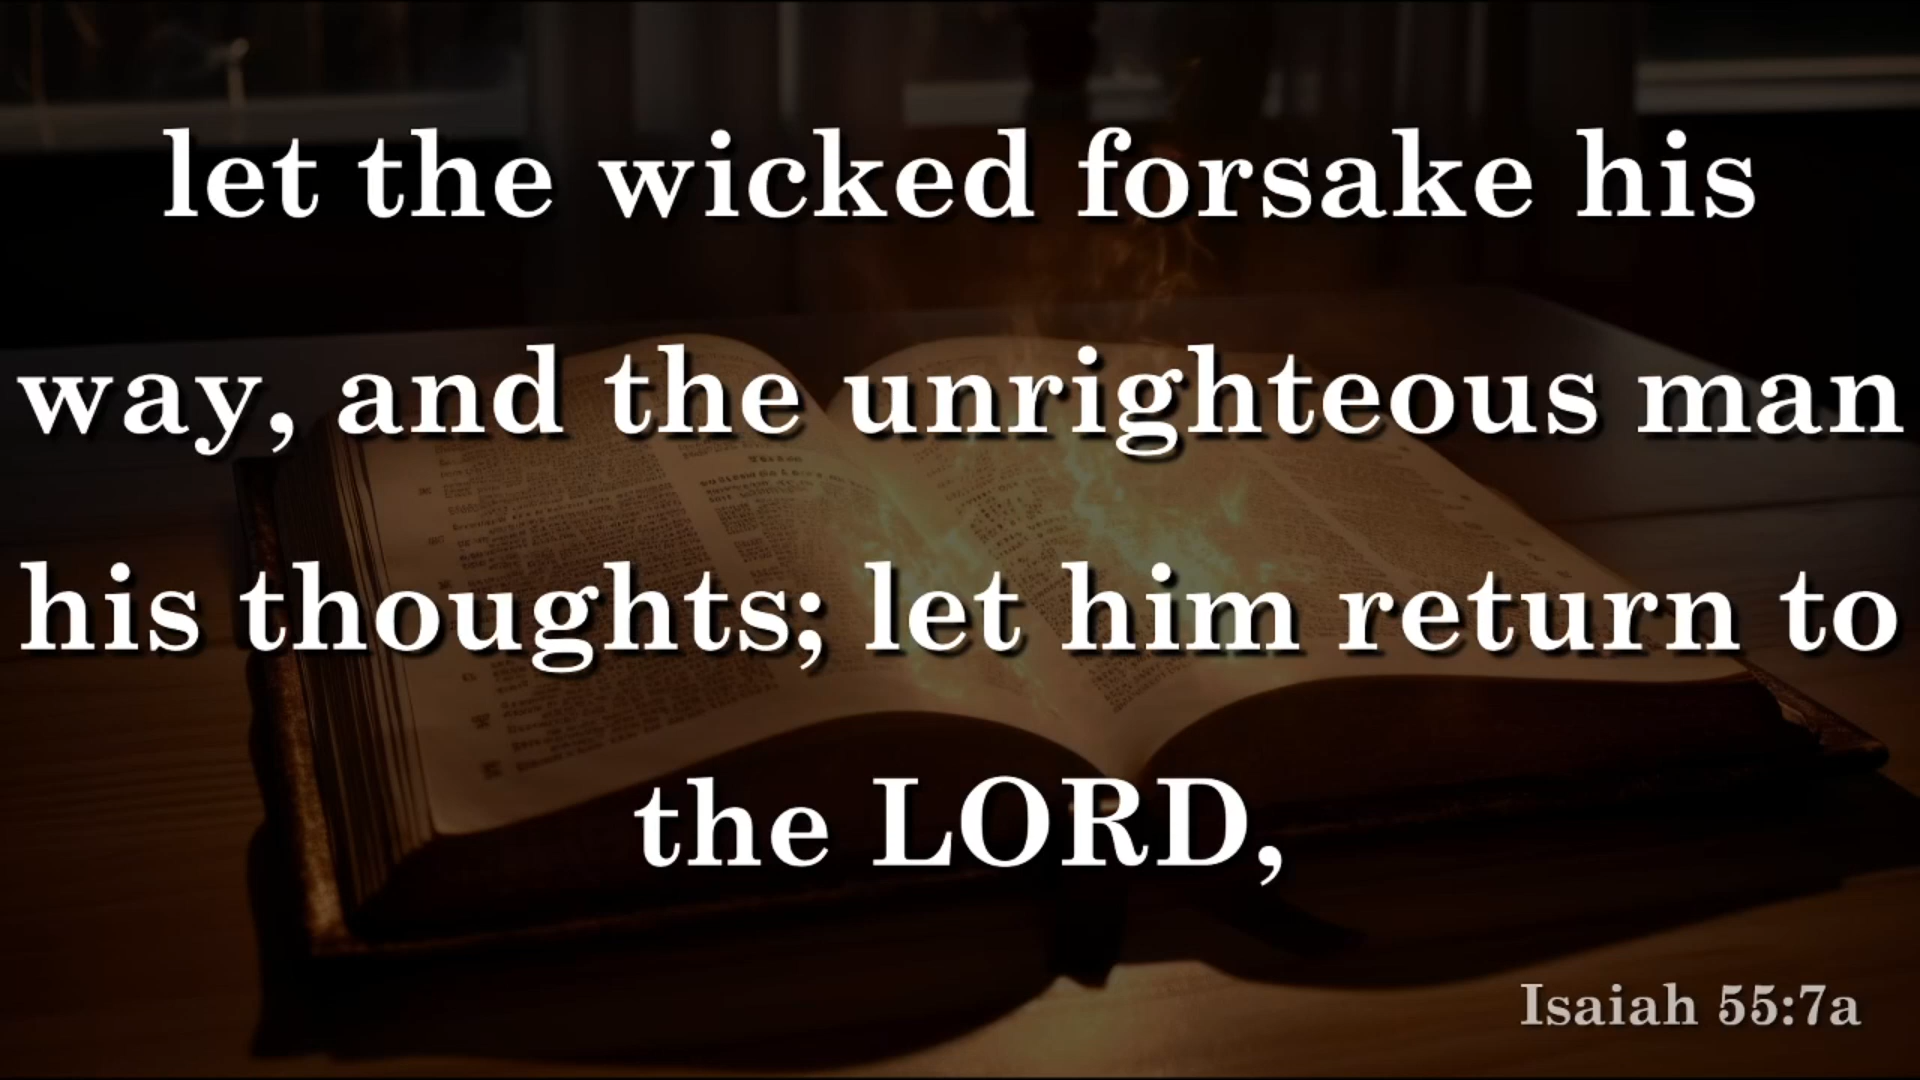 let the wicked forsake his
way, and the unrighteous man
his thoughts; let him return to
the LORD,
Isaiah 55:7a